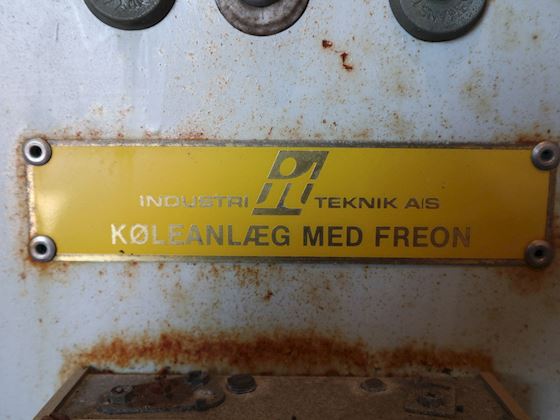 INDUSTRI TEKNIK A/S
KØLEANLÆG MED FREON